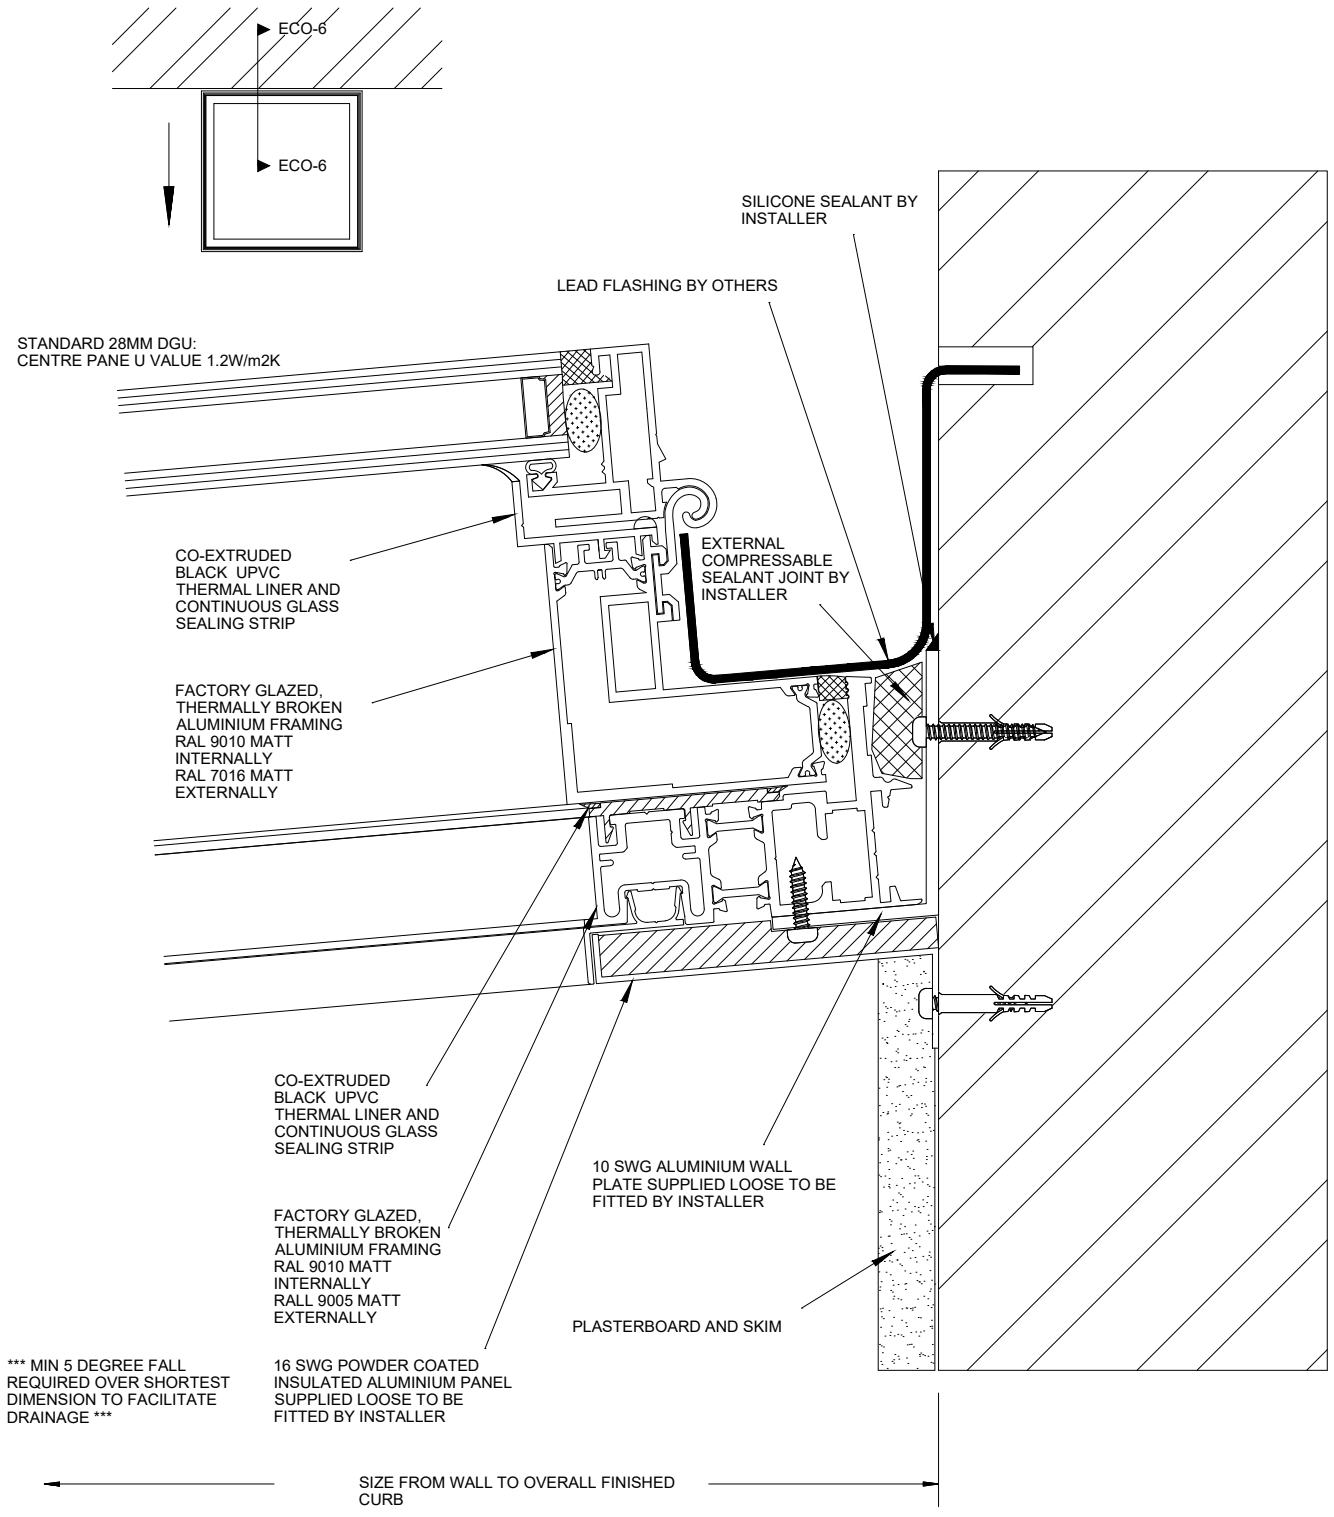 ECO-6
ECO-6
SILICONE SEALANT BY
INSTALLER
LEAD FLASHING BY OTHERS
STANDARD 28MM DGU:
CENTRE PANE U VALUE 1.2W/m2K
EXTERNAL
COMPRESSABLE
SEALANT JOINT BY
INSTALLER
CO-EXTRUDED
BLACK UPVC
THERMAL LINER AND
CONTINUOUS GLASS
SEALING STRIP
FACTORY GLAZED,
THERMALLY BROKEN
ALUMINIUM FRAMING
RAL 9010 MATT
INTERNALLY
RAL 7016 MATT
EXTERNALLY
CO-EXTRUDED
BLACK UPVC
THERMAL LINER AND
CONTINUOUS GLASS
SEALING STRIP
10 SWG ALUMINIUM WALL
PLATE SUPPLIED LOOSE TO BE
FITTED BY INSTALLER
FACTORY GLAZED,
THERMALLY BROKEN
ALUMINIUM FRAMING
RAL 9010 MATT
INTERNALLY
RALL 9005 MATT
EXTERNALLY
PLASTERBOARD AND SKIM
*** MIN 5 DEGREE FALL
REQUIRED OVER SHORTEST
DIMENSION TO FACILITATE
DRAINAGE ***
16 SWG POWDER COATED
INSULATED ALUMINIUM PANEL
SUPPLIED LOOSE TO BE
FITTED BY INSTALLER
SIZE FROM WALL TO OVERALL FINISHED
CURB